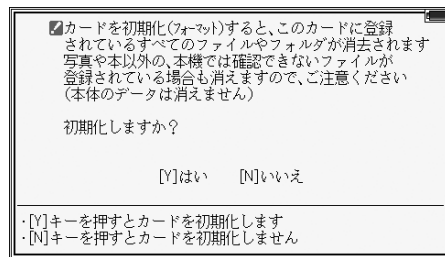 カードを初期化(ﾌｫｰﾏｯﾄ)すると、このカードに登録
されているすべてのファイルやフォルダが消去されます
写真や本以外の、本機では確認できないファイルが
登録されている場合も消えますので、ご注意ください
(本体のデータは消えません)
初期化しますか？
[Y]はい [N]いいえ
・[Y]キーを押すとカードを初期化します
・[N]キーを押すとカードを初期化しません